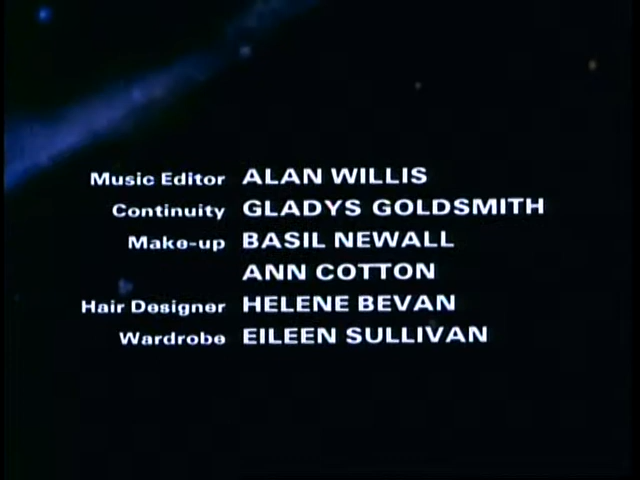 Music Editor ALAN WILLIS
Continuity GLADYS GOLDSMITH
Make-up BASIL NEWALL
ANN COTTON
Hair Designer HELENE BEVAN
Wardrobe EILEEN SULLIVAN